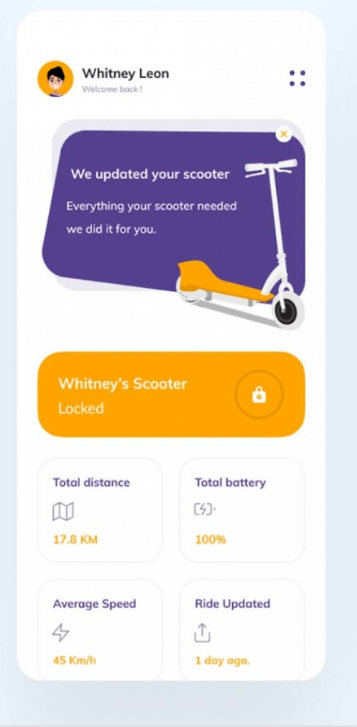 Whitney Leon
Welcome back !
We updated your scooter
Everything your scooter needed
we did it for you.
Whitney's Scooter
Locked
Total distance
17.8 KM
Total battery
100%
Average Speed
45 Km/h
Ride Updated
1 day ago.